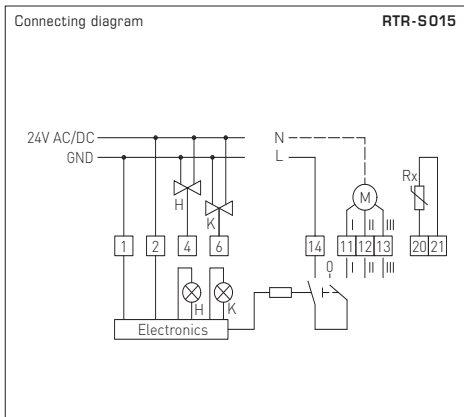 Connecting diagram RTR-S015
24V AC/DC N
GND L
Rx
M
H
K
I II III
1 2 4 6 14 11 12 13 20 21
0 I II III
H K
Electronics